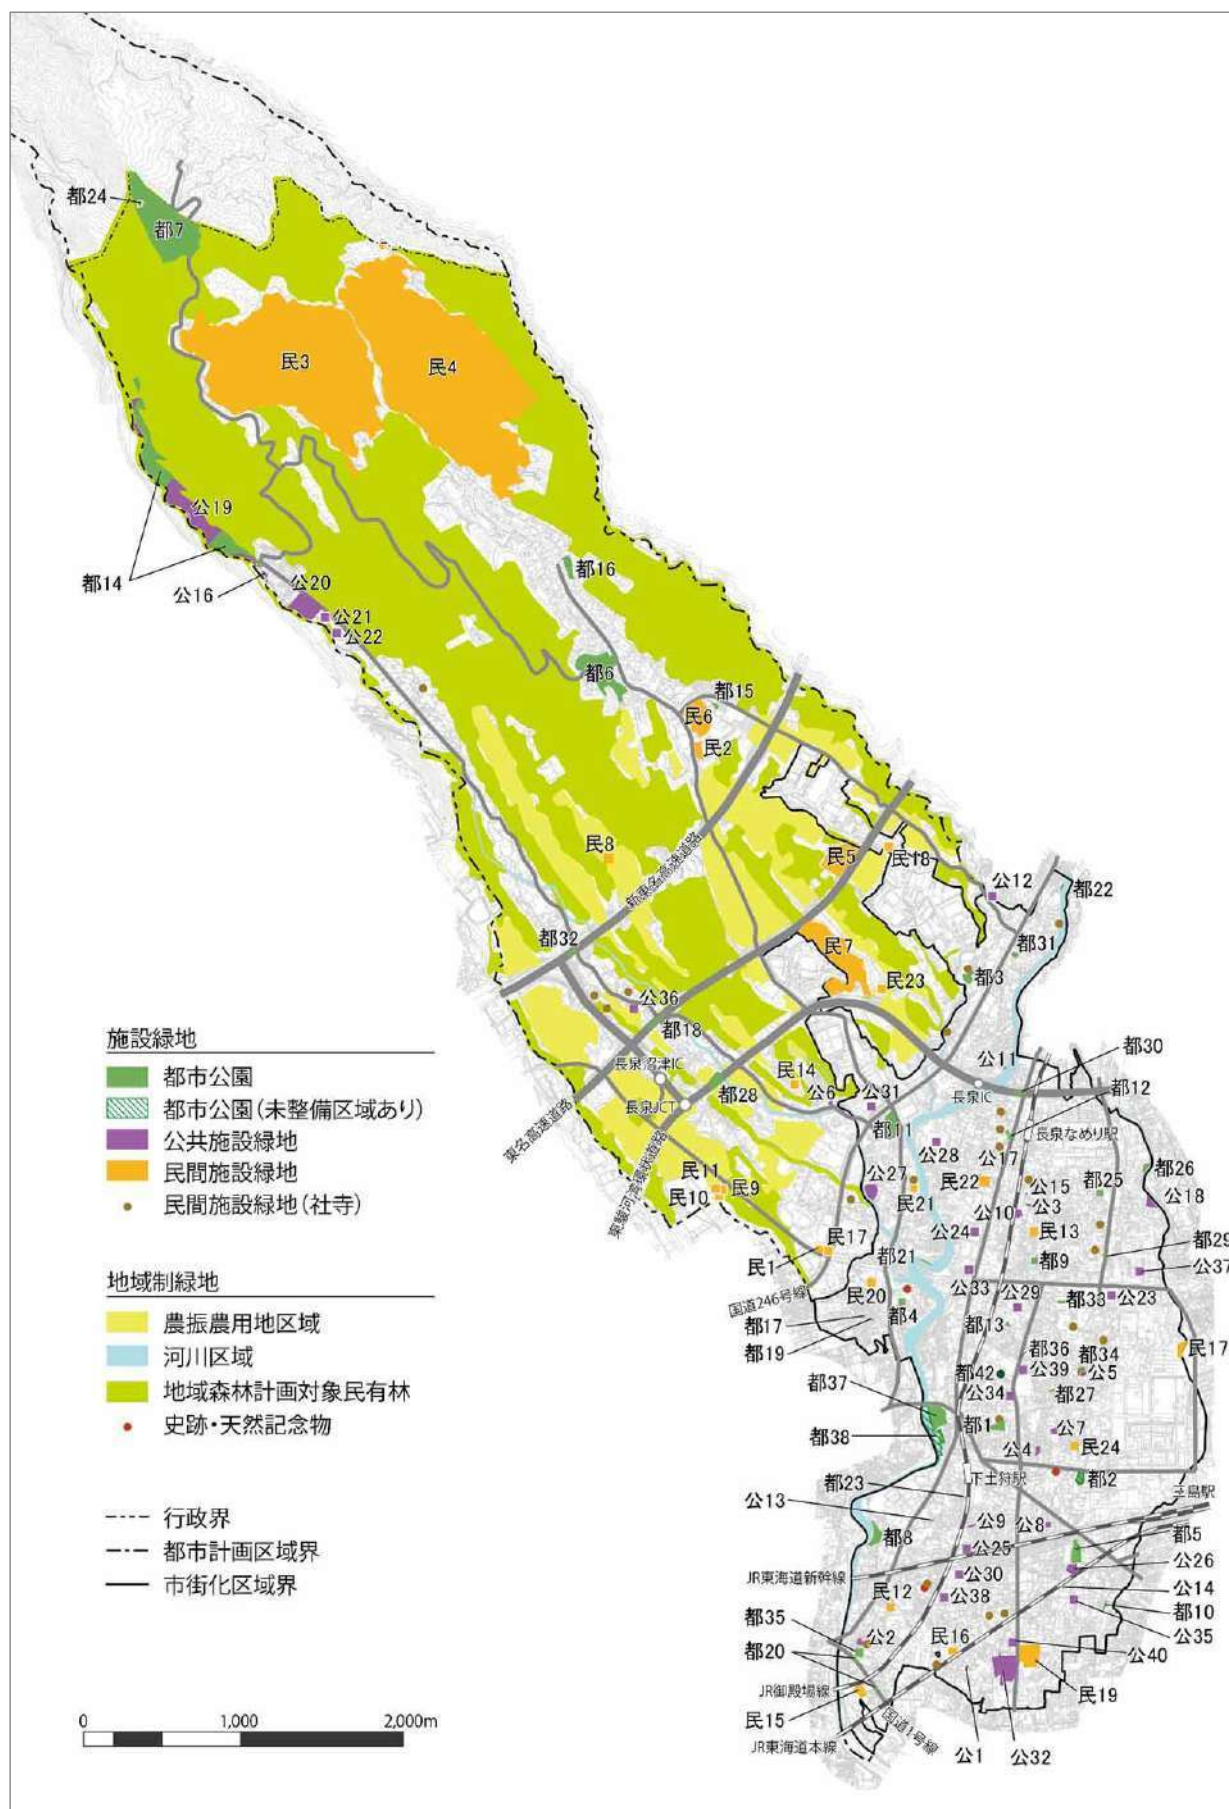 都24
都7
民3
民4
公19
都14
公16
公20
公21
公22
都16
都6
都15
民6
民2
民8
新東名高速道路
民5
民18
公12
都22
都32
都31
民7
都3
民23
公36
都18
長泉沼津IC
長泉JCT
東名高速道路
東駿河湾環状道路
都28
民14
公6
公31
都11
公11
長泉IC
都30
都12
長泉なめり駅
公28
公17
公27
民21
民22
公15
公3
公10
都25
都26
公18
民11
民10
民9
公24
民13
都29
民17
民1
都21
都9
公37
公33
国道246号線
民20
都4
公29
都33
公23
都17
都19
都13
都36
都34
民17
都42
公39
公5
都37
公34
都27
都38
都1
公7
公4
民24
都23
下土狩駅
都2
三島駅
公13
公9
公8
都5
都8
公25
公26
JR東海道新幹線
公30
公14
民12
公38
都10
公35
都35
公2
民16
公40
都20
JR御殿場線
民19
民15
国道1号線
JR東海道本線
公1
公32
施設緑地
都市公園
都市公園(未整備区域あり)
公共施設緑地
民間施設緑地
民間施設緑地(社寺)
地域制緑地
農振農用地区域
河川区域
地域森林計画対象民有林
史跡・天然記念物
行政界
都市計画区域界
市街化区域界
0 1,000 2,000m